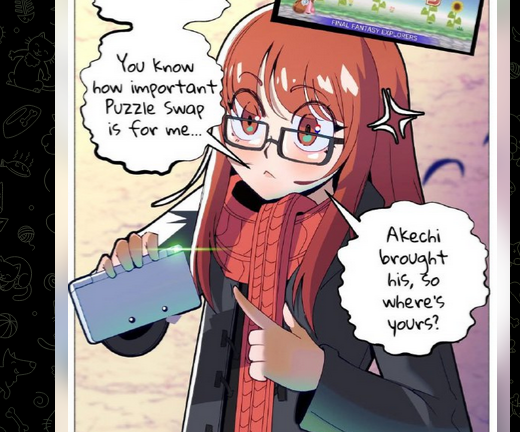 FINAL FANTASY EXPLORERS
You know
how important
Puzzle Swap
is for me...
Akechi
brought
his, so
where's
yours?